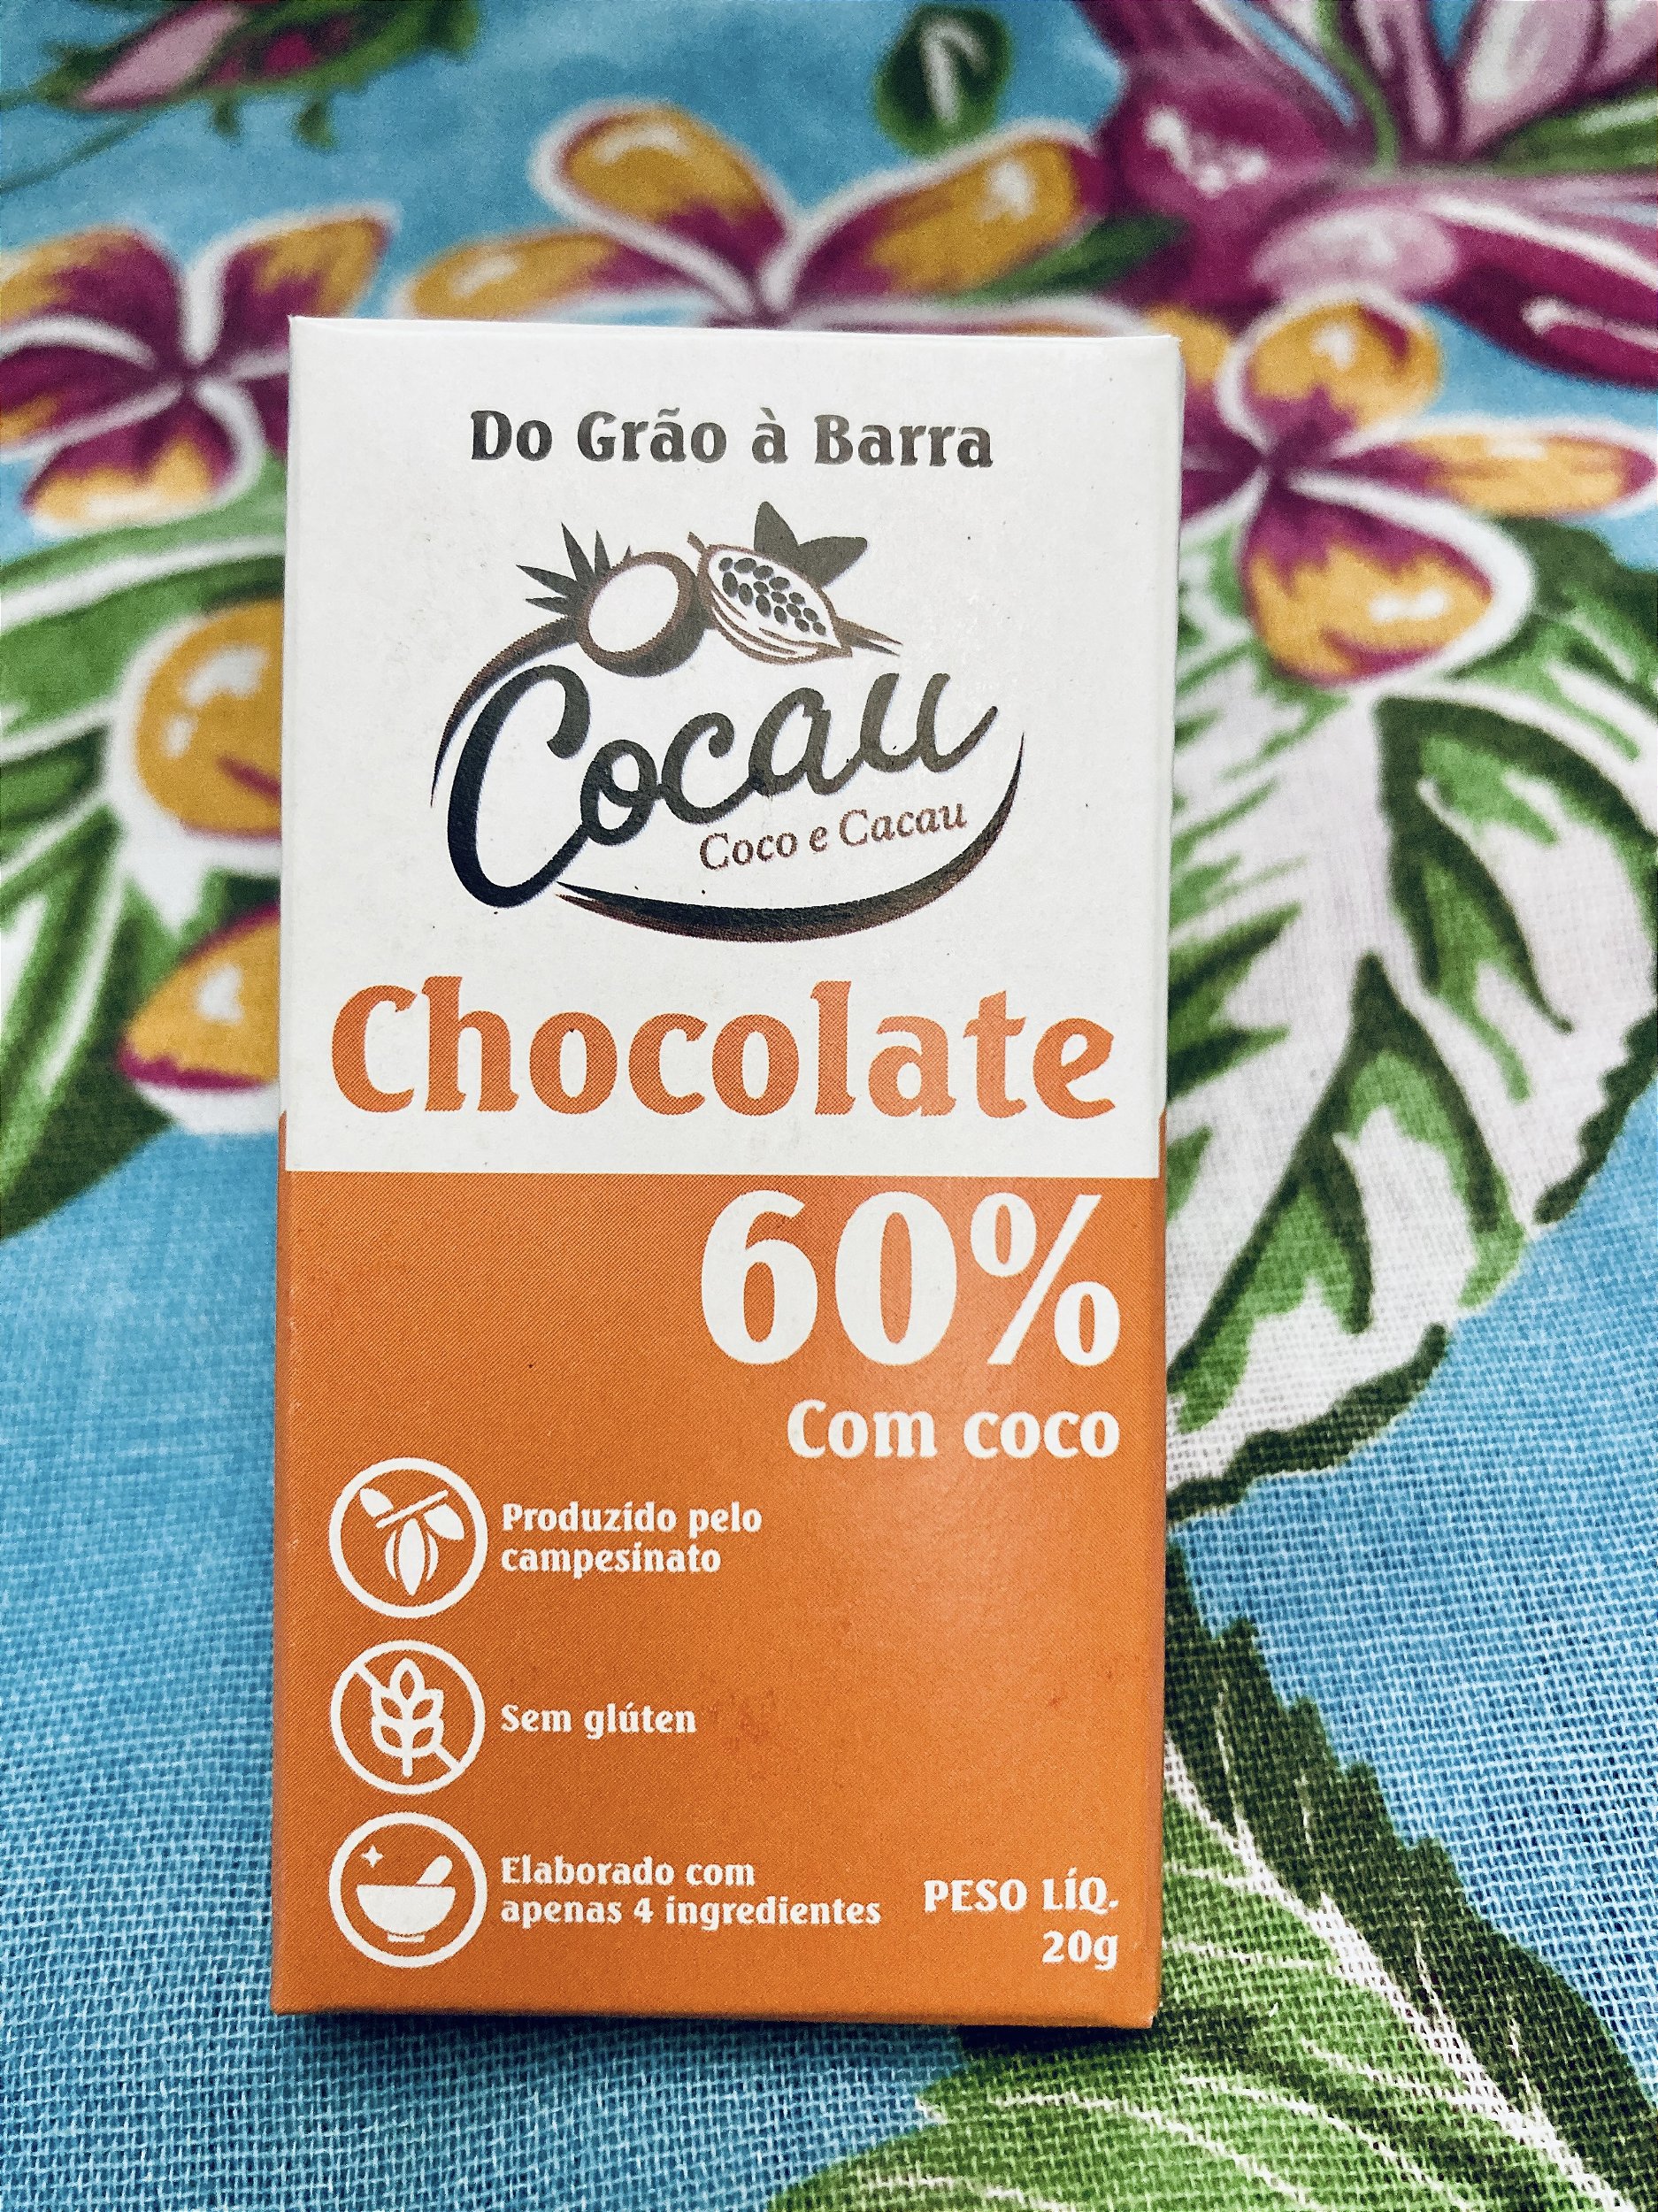 Do Grão à Barra
Cocau
Coco e Cacau
Chocolate
60%
Com coco
Produzido pelo
campesinato
Sem glúten
Elaborado com
apenas 4 ingredientes
PESO LÍQ.
20g